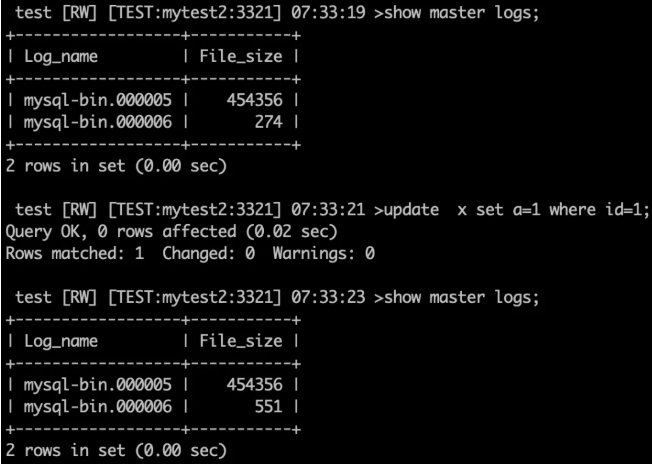 test [RW] [TEST:mytest2:3321] 07:33:19 >show master logs;
+------------------+-----------+
| Log_name         | File_size |
+------------------+-----------+
| mysql-bin.000005 |    454356 |
| mysql-bin.000006 |       274 |
+------------------+-----------+
2 rows in set (0.00 sec)
test [RW] [TEST:mytest2:3321] 07:33:21 >update  x set a=1 where id=1;
Query OK, 0 rows affected (0.02 sec)
Rows matched: 1  Changed: 0  Warnings: 0
test [RW] [TEST:mytest2:3321] 07:33:23 >show master logs;
+------------------+-----------+
| Log_name         | File_size |
+------------------+-----------+
| mysql-bin.000005 |    454356 |
| mysql-bin.000006 |       551 |
+------------------+-----------+
2 rows in set (0.00 sec)